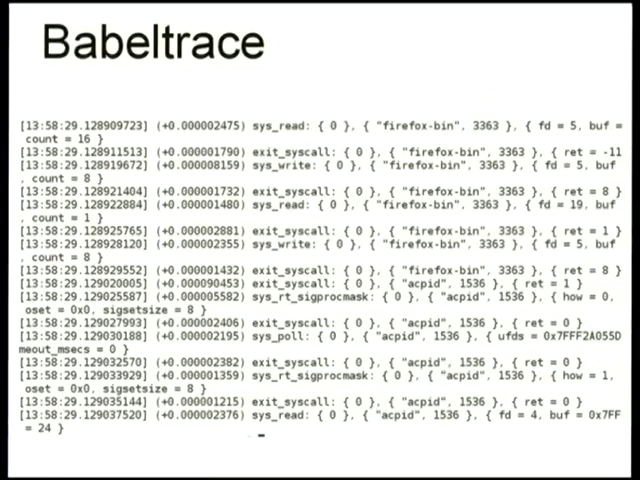 Babeltrace
[13:58:29.128909723] (+0.000002475) sys_read: { 0 }, { "firefox-bin", 3363 }, { fd = 5, buf =
count = 16 }
[13:58:29.128911513] (+0.000001790) exit_syscall: { 0 }, { "firefox-bin", 3363 }, { ret = -11
[13:58:29.128919672] (+0.000008159) sys_write: { 0 }, { "firefox-bin", 3363 }, { fd = 5, buf
, count = 8 }
[13:58:29.128921404] (+0.000001732) exit_syscall: { 0 }, { "firefox-bin", 3363 }, { ret = 8 }
[13:58:29.128922884] (+0.000001480) sys_read: { 0 }, { "firefox-bin", 3363 }, { fd = 19, buf
, count = 1 }
[13:58:29.128925765] (+0.000002881) exit_syscall: { 0 }, { "firefox-bin", 3363 }, { ret = 1 }
[13:58:29.128928120] (+0.000002355) sys_write: { 0 }, { "firefox-bin", 3363 }, { fd = 5, buf
, count = 8 }
[13:58:29.128929552] (+0.000001432) exit_syscall: { 0 }, { "firefox-bin", 3363 }, { ret = 8 }
[13:58:29.129020005] (+0.000090453) exit_syscall: { 0 }, { "acpid", 1536 }, { ret = 1 }
[13:58:29.129025587] (+0.000005582) sys_rt_sigprocmask: { 0 }, { "acpid", 1536 }, { how = 0,
oset = 0x0, sigsetsize = 8 }
[13:58:29.129027993] (+0.000002406) exit_syscall: { 0 }, { "acpid", 1536 }, { ret = 0 }
[13:58:29.129030188] (+0.000002195) sys_poll: { 0 }, { "acpid", 1536 }, { ufds = 0x7FFF2A055D
meout_msecs = 0 }
[13:58:29.129032570] (+0.000002382) exit_syscall: { 0 }, { "acpid", 1536 }, { ret = 0 }
[13:58:29.129033929] (+0.000001359) sys_rt_sigprocmask: { 0 }, { "acpid", 1536 }, { how = 1,
oset = 0x0, sigsetsize = 8 }
[13:58:29.129035144] (+0.000001215) exit_syscall: { 0 }, { "acpid", 1536 }, { ret = 0 }
[13:58:29.129037520] (+0.000002376) sys_read: { 0 }, { "acpid", 1536 }, { fd = 4, buf = 0x7FF
= 24 }